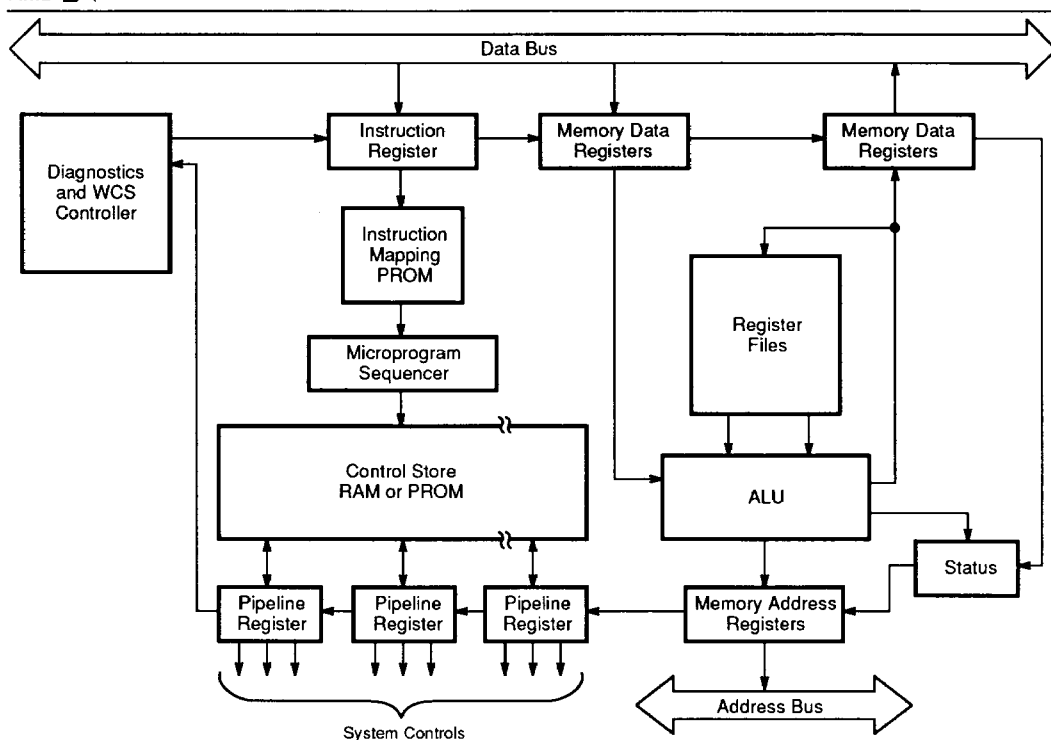 Data Bus
Diagnostics
and WCS
Controller
Instruction
Register
Memory Data
Registers
Memory Data
Registers
Instruction
Mapping
PROM
Register
Files
Microprogram
Sequencer
Control Store
RAM or PROM
ALU
Status
Pipeline
Register
Pipeline
Register
Pipeline
Register
Memory Address
Registers
Address Bus
System Controls